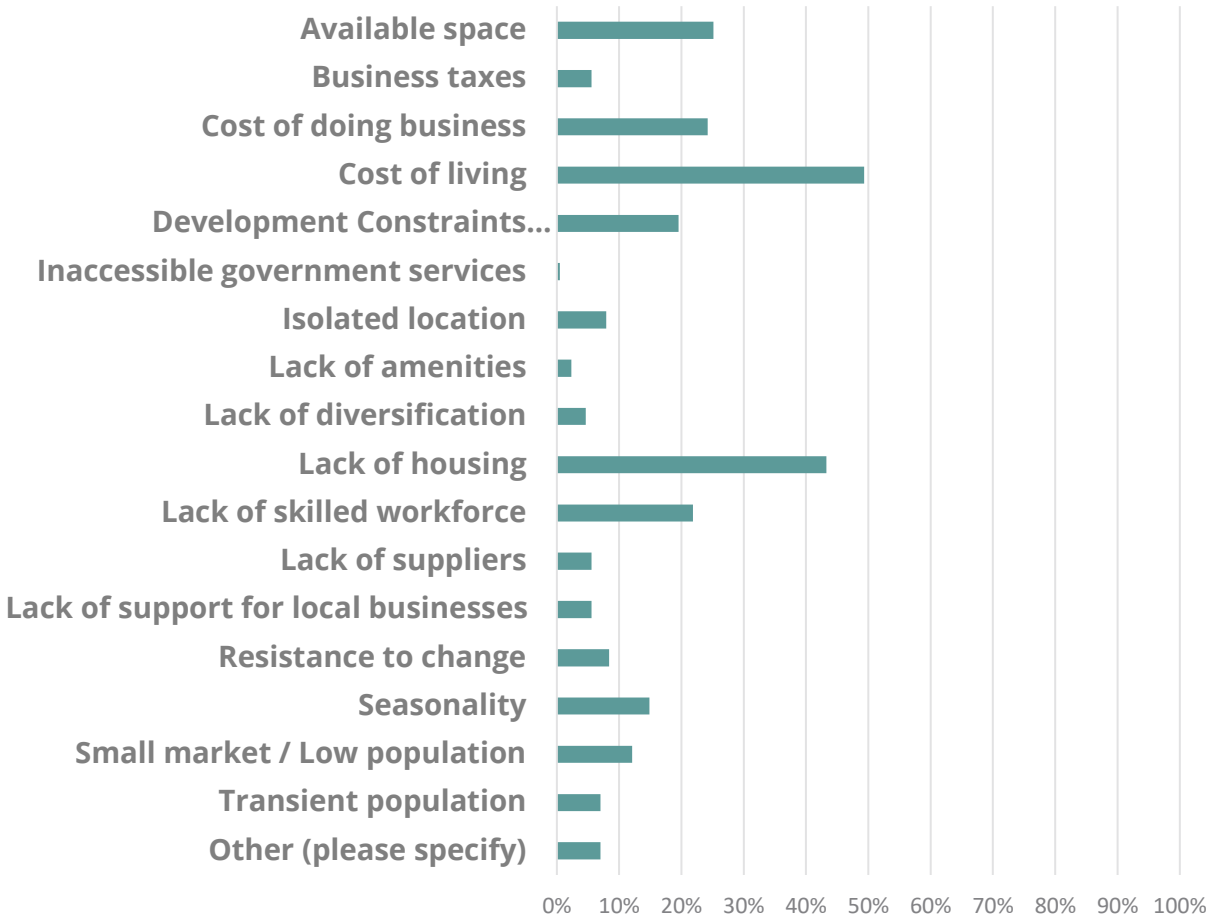 Available space
Business taxes
Cost of doing business
Cost of living
Development Constraints...
Inaccessible government services
Isolated location
Lack of amenities
Lack of diversification
Lack of housing
Lack of skilled workforce
Lack of suppliers
Lack of support for local businesses
Resistance to change
Seasonality
Small market / Low population
Transient population
Other (please specify)
0% 10% 20% 30% 40% 50% 60% 70% 80% 90% 100%